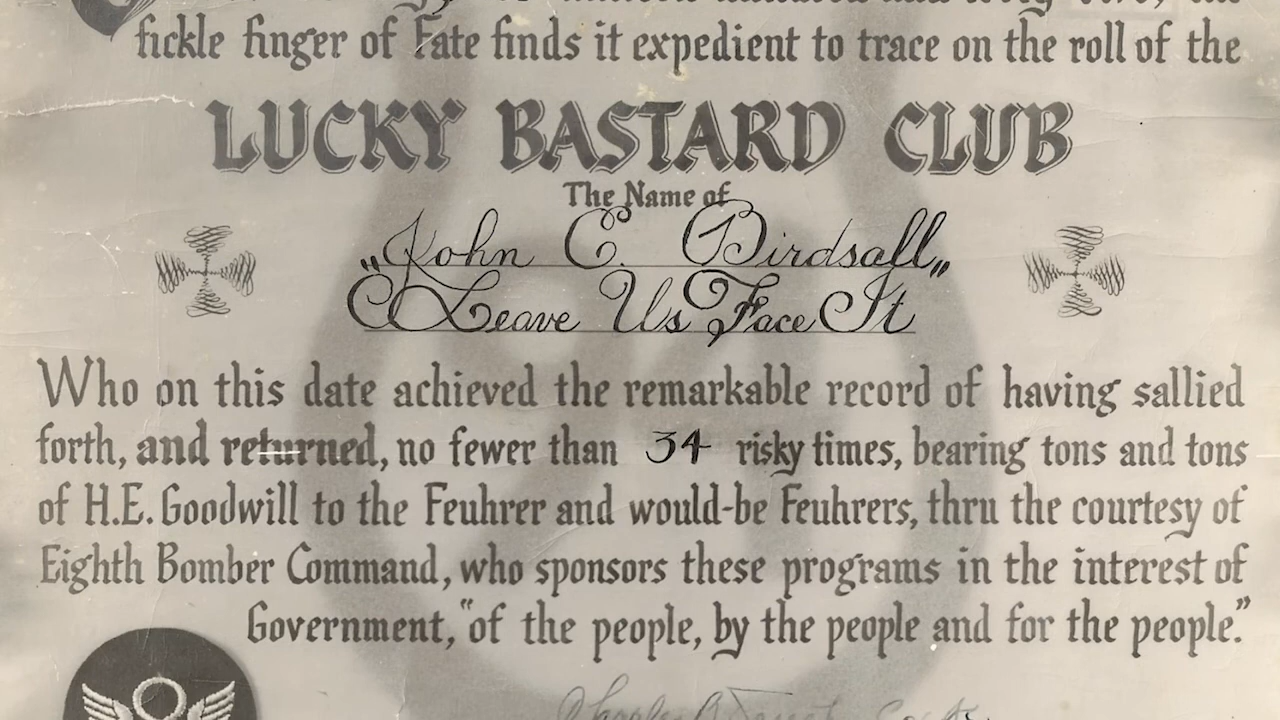 fickle finger of Fate finds it expedient to trace on the roll of the
LUCKY BASTARD CLUB
The Name of
„John C. Birdsall„
Leave Us Face It
Who on this date achieved the remarkable record of having sallied
forth, and returned, no fewer than 34 risky times, bearing tons and tons
of H.E. Goodwill to the Feuhrer and would-be Feuhrers, thru the courtesy of
Eighth Bomber Command, who sponsors these programs in the interest of
Government, "of the people, by the people and for the people."